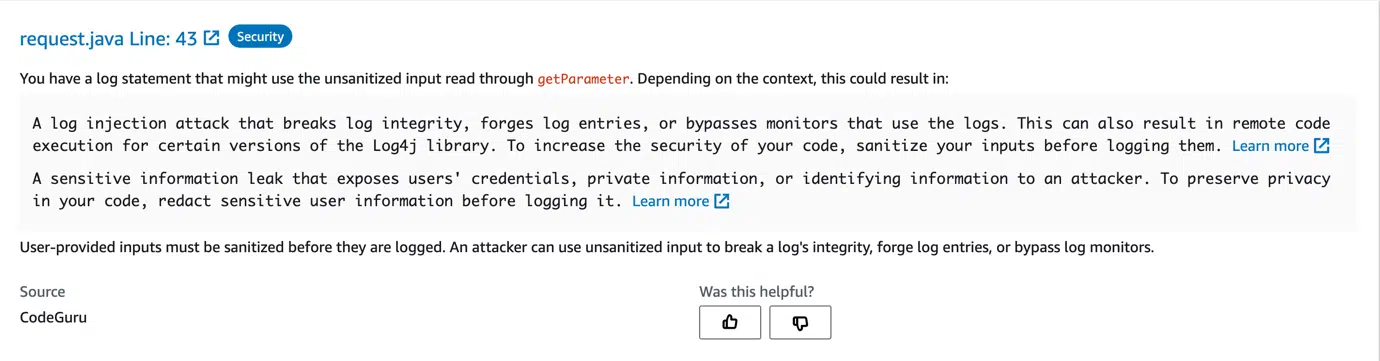 request.java Line: 43 Security
You have a log statement that might use the unsanitized input read through getParameter. Depending on the context, this could result in:
A log injection attack that breaks log integrity, forges log entries, or bypasses monitors that use the logs. This can also result in remote code
execution for certain versions of the Log4j library. To increase the security of your code, sanitize your inputs before logging them. Learn more
A sensitive information leak that exposes users' credentials, private information, or identifying information to an attacker. To preserve privacy
in your code, redact sensitive user information before logging it. Learn more
User-provided inputs must be sanitized before they are logged. An attacker can use unsanitized input to break a log's integrity, forge log entries, or bypass log monitors.
Source
CodeGuru
Was this helpful?